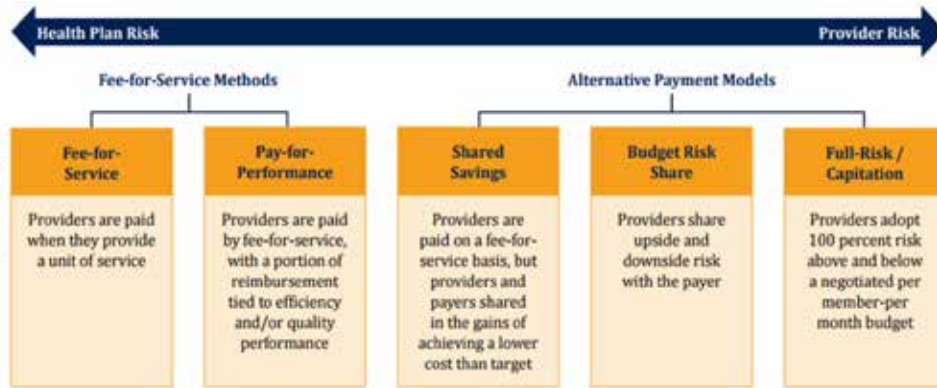 Health Plan Risk
Provider Risk
Fee-for-Service Methods
Alternative Payment Models
Fee-for-
Service
Providers are paid
when they provide
a unit of service
Pay-for-
Performance
Providers are paid
by fee-for-service,
with a portion of
reimbursement
tied to efficiency
and/or quality
performance
Shared
Savings
Providers are
paid on a fee-for-
service basis, but
providers and
payers shared
in the gains of
achieving a lower
cost than target
Budget Risk
Share
Providers share
upside and
downside risk
with the payer
Full-Risk /
Capitation
Providers adopt
100 percent risk
above and below
a negotiated per
member-per
month budget